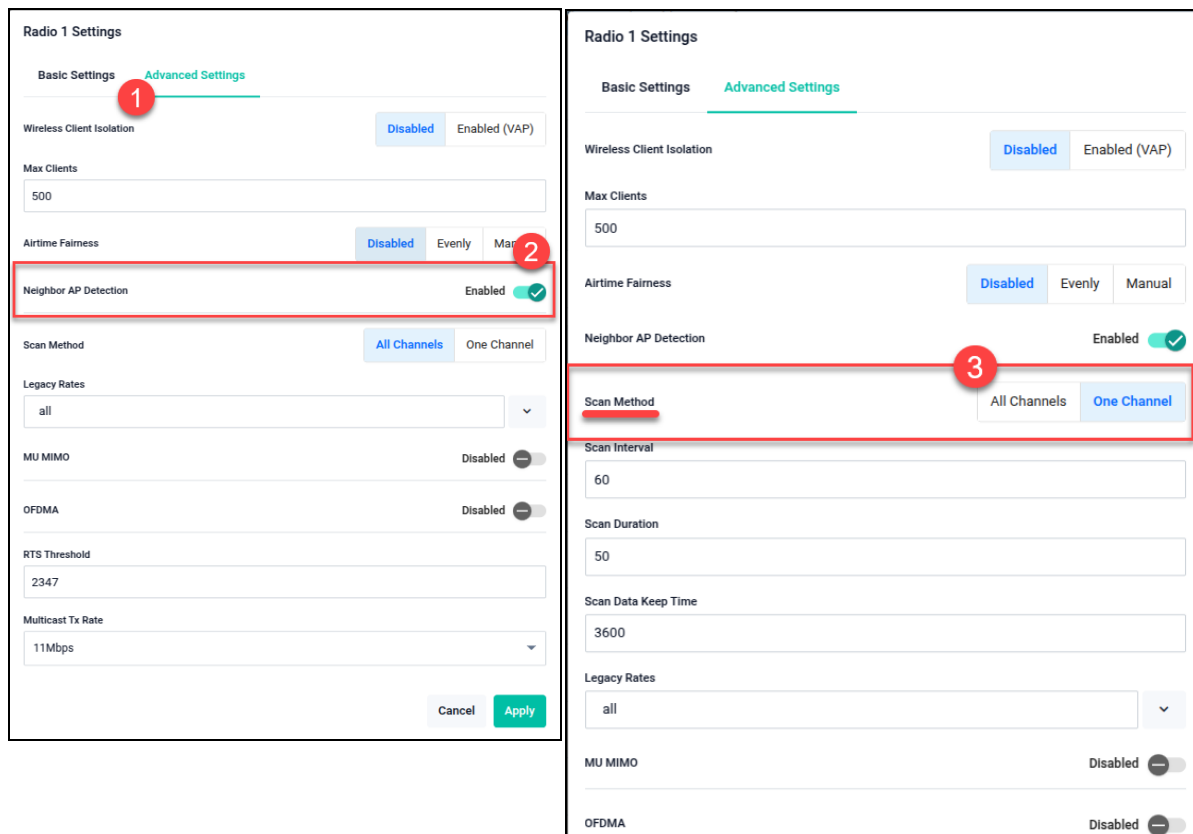 Radio 1 Settings
Basic Settings Advanced Settings
1
Wireless Client Isolation Disabled Enabled (VAP)
Max Clients
500
Airtime Fairness Disabled Evenly
2
Neighbor AP Detection Enabled
Scan Method All Channels One Channel
Legacy Rates
all
MU MIMO Disabled
OFDMA Disabled
RTS Threshold
2347
Multicast Tx Rate
11Mbps
Cancel Apply
Radio 1 Settings
Basic Settings Advanced Settings
Wireless Client Isolation Disabled Enabled (VAP)
Max Clients
500
Airtime Fairness Disabled Evenly Manual
Neighbor AP Detection Enabled
3
Scan Method All Channels One Channel
Scan Interval
60
Scan Duration
50
Scan Data Keep Time
3600
Legacy Rates
all
MU MIMO Disabled
OFDMA Disabled